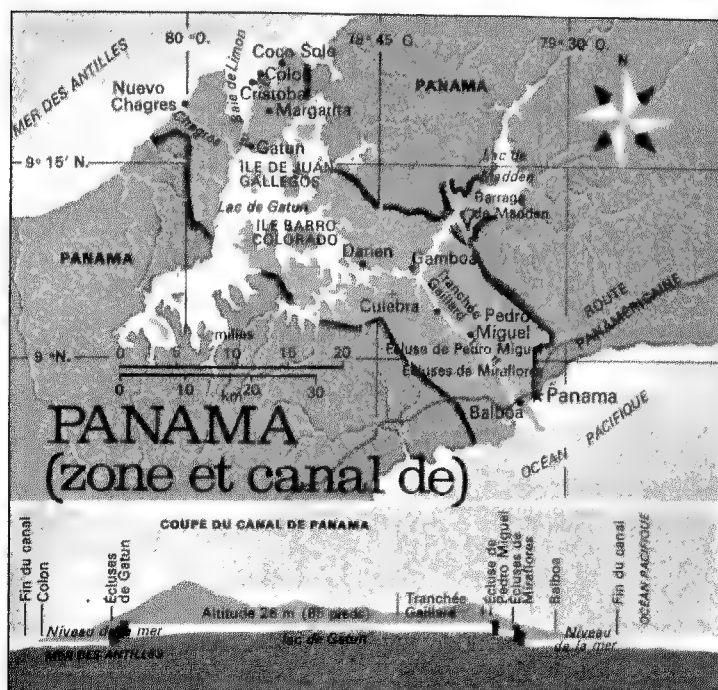 80 O.
79°45' O.
79°30' O.
N
MER DES ANTILLES
Nuevo
Chagres
Chagres
Baie de Limon
Coco Solo
Colon
Cristobal
Margarita
PANAMA
9° 15' N.
Gatun
ÎLE DE JUAN
GALLEGOS
Lac de Gatun
ILE BARRO
COLORADO
Lac de
Madden
Barrage
de Madden
PANAMA
Darien
Gamboa
Tranchée
Gaillard
Culebra
Pedro
Miguel
ROUTE
PANAMÉRICAINE
milles
0 5 10 15 20
Écluse de Pedro Miguel
Écluses de Miraflores
9° N.
0 10 20 30
km
Balboa
Panama
OCÉAN PACIFIQUE
PANAMA
(zone et canal de)
COUPE DU CANAL DE PANAMA
Fin du canal
Colon
Ecluses
de Gatun
Altitude 26 m (85 pieds)
Tranchée
Gaillard
Écluse de
Pedro Miguel
Écluses de
Miraflores
Balboa
Fin du canal
OCÉAN PACIFIQUE
Niveau de la mer
MER DES ANTILLES
lac de Gatun
Niveau
de la mer